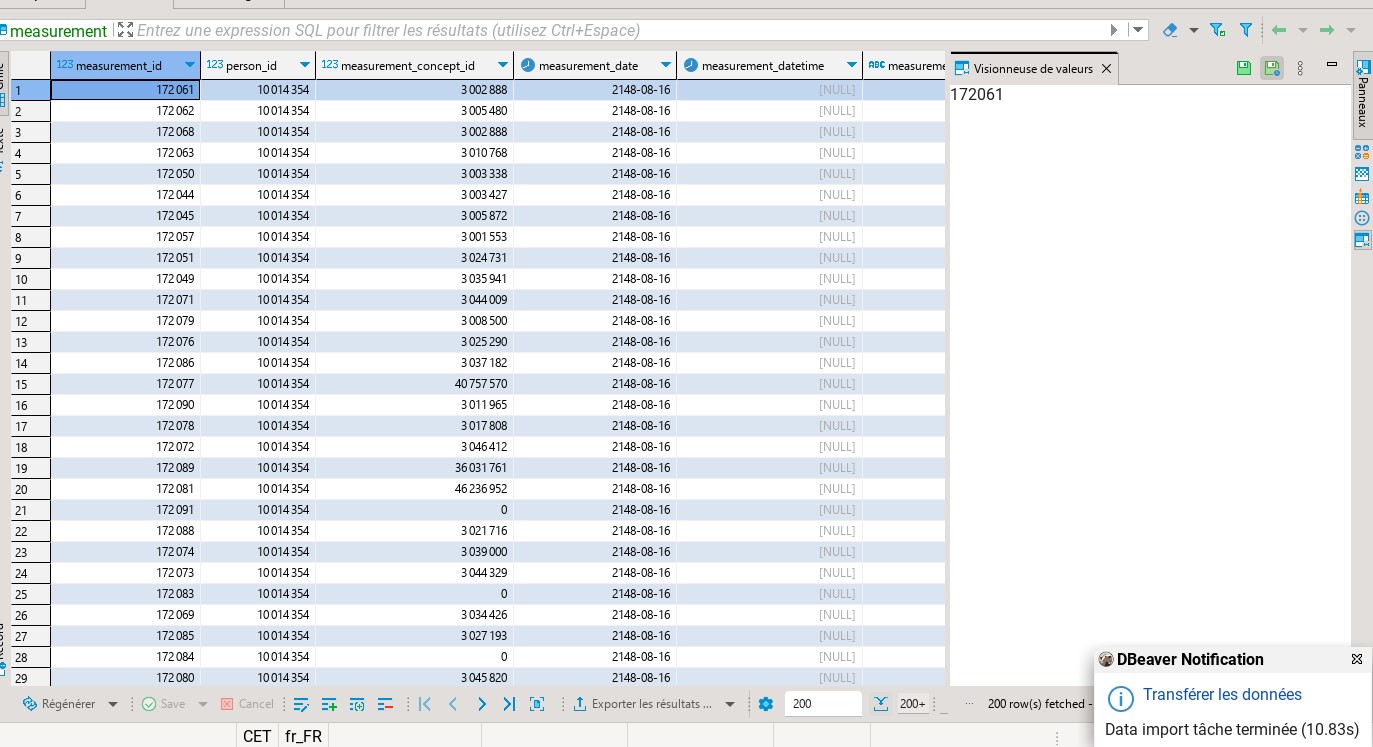 measurement Entrez une expression SQL pour filtrer les résultats (utilisez Ctrl+Espace)
123 measurement_id 123 person_id 123 measurement_concept_id measurement_date measurement_datetime ABC measureme
1 172 061 10 014 354 3 002 888 2148-08-16 [NULL]
2 172 062 10 014 354 3 005 480 2148-08-16 [NULL]
3 172 068 10 014 354 3 002 888 2148-08-16 [NULL]
4 172 063 10 014 354 3 010 768 2148-08-16 [NULL]
5 172 050 10 014 354 3 003 338 2148-08-16 [NULL]
6 172 044 10 014 354 3 003 427 2148-08-16 [NULL]
7 172 045 10 014 354 3 005 872 2148-08-16 [NULL]
8 172 057 10 014 354 3 001 553 2148-08-16 [NULL]
9 172 051 10 014 354 3 024 731 2148-08-16 [NULL]
10 172 049 10 014 354 3 035 941 2148-08-16 [NULL]
11 172 071 10 014 354 3 044 009 2148-08-16 [NULL]
12 172 079 10 014 354 3 008 500 2148-08-16 [NULL]
13 172 076 10 014 354 3 025 290 2148-08-16 [NULL]
14 172 086 10 014 354 3 037 182 2148-08-16 [NULL]
15 172 077 10 014 354 40 757 570 2148-08-16 [NULL]
16 172 090 10 014 354 3 011 965 2148-08-16 [NULL]
17 172 078 10 014 354 3 017 808 2148-08-16 [NULL]
18 172 072 10 014 354 3 046 412 2148-08-16 [NULL]
19 172 089 10 014 354 36 031 761 2148-08-16 [NULL]
20 172 081 10 014 354 46 236 952 2148-08-16 [NULL]
21 172 091 10 014 354 0 2148-08-16 [NULL]
22 172 088 10 014 354 3 021 716 2148-08-16 [NULL]
23 172 074 10 014 354 3 039 000 2148-08-16 [NULL]
24 172 073 10 014 354 3 044 329 2148-08-16 [NULL]
25 172 083 10 014 354 0 2148-08-16 [NULL]
26 172 069 10 014 354 3 034 426 2148-08-16 [NULL]
27 172 085 10 014 354 3 027 193 2148-08-16 [NULL]
28 172 084 10 014 354 0 2148-08-16 [NULL]
29 172 080 10 014 354 3 045 820 2148-08-16 [NULL]
Visionneuse de valeurs
172061
Panneaux
Régénérer Save Cancel Exporter les résultats ... 200 200+ ... 200 row(s) fetched -
CET fr_FR
DBeaver Notification
Transférer les données
Data import tâche terminée (10.83s)